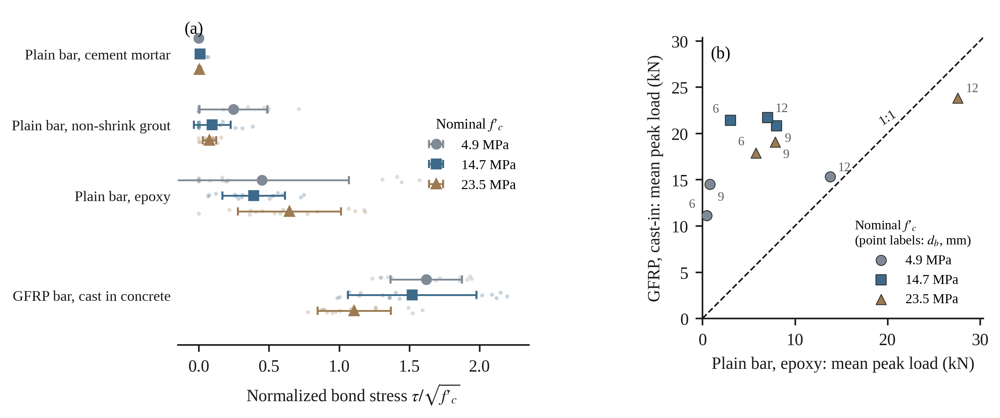 (a)
Plain bar, cement mortar
Plain bar, non-shrink grout
Plain bar, epoxy
GFRP bar, cast in concrete
Nominal f′c
4.9 MPa
14.7 MPa
23.5 MPa
0.0 0.5 1.0 1.5 2.0
Normalized bond stress τ/√f′c
(b)
GFRP, cast-in: mean peak load (kN)
30
25
20
15
10
5
0
12
6
12
1:1
9
6
9
12
9
6
Nominal f′c
(point labels: db, mm)
4.9 MPa
14.7 MPa
23.5 MPa
0 10 20 30
Plain bar, epoxy: mean peak load (kN)